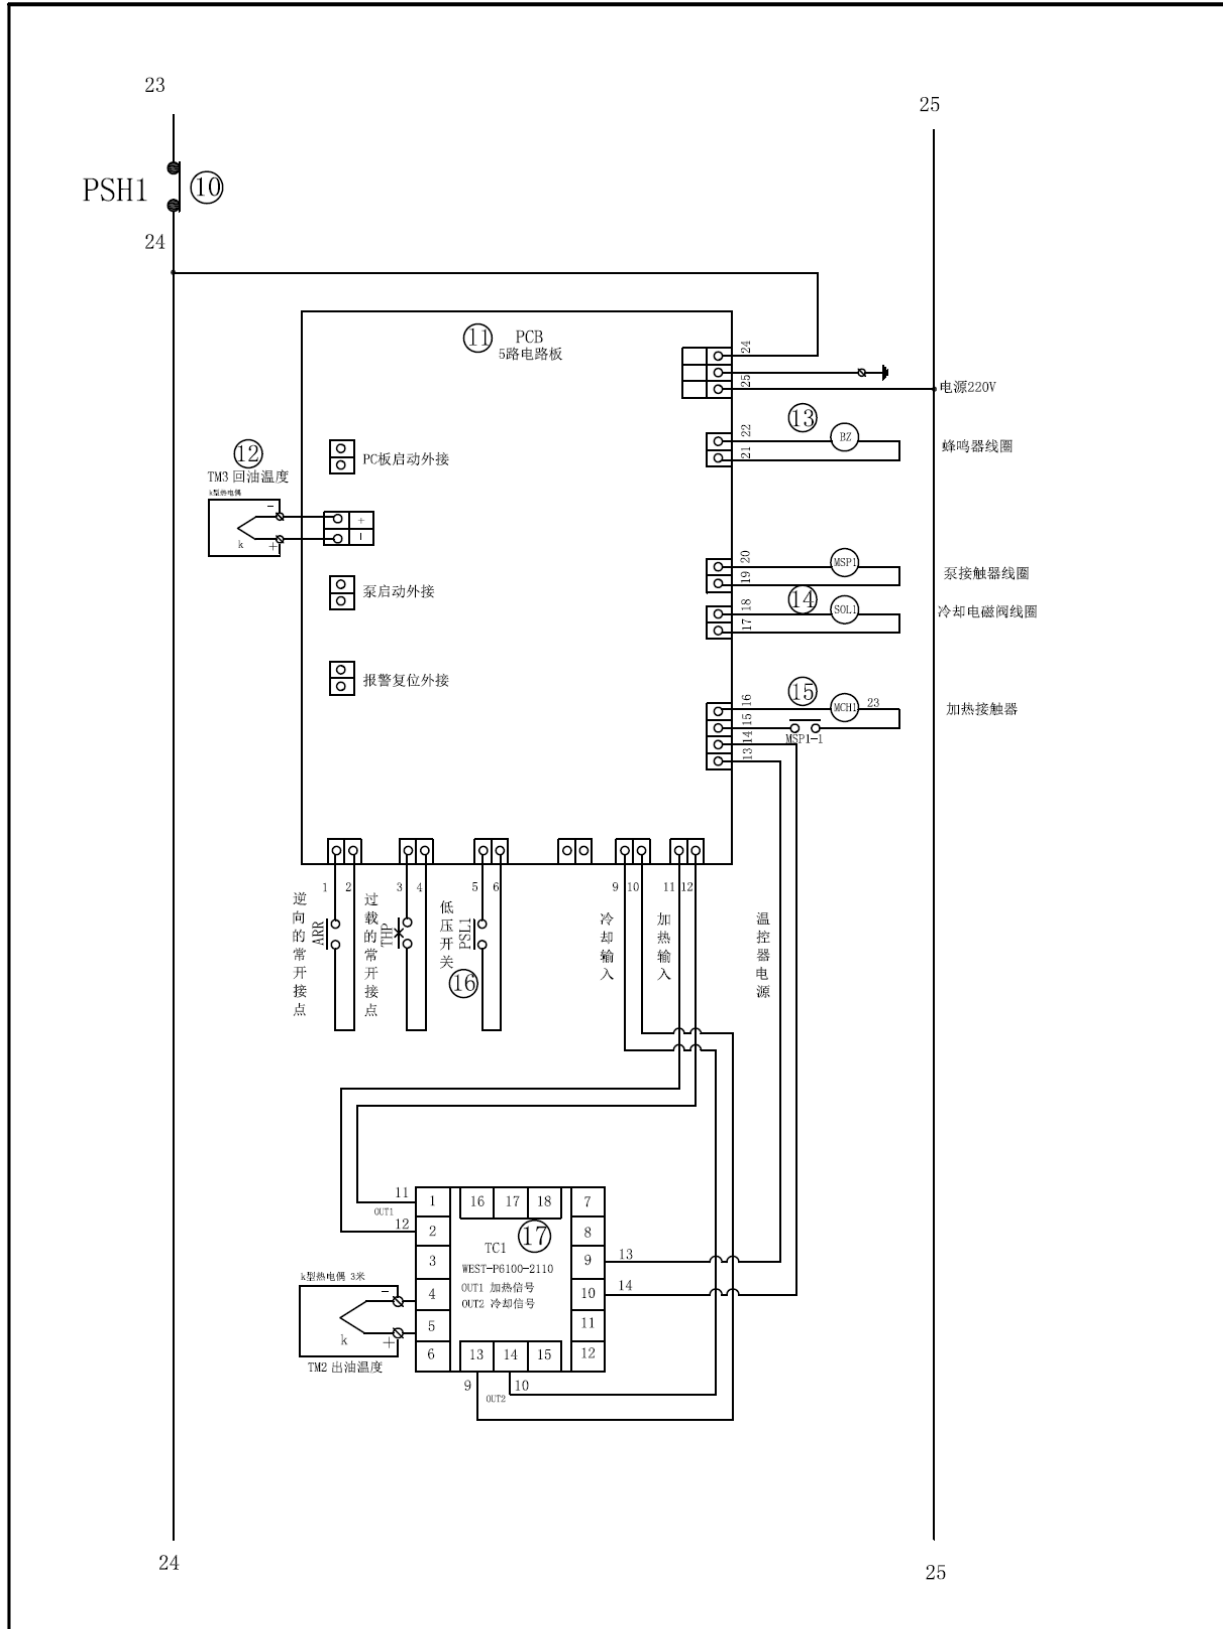 23
25
PSH1
10
24
11
PCB
5路电路板
24
25
电源220V
13
22
BZ
21
蜂鸣器线圈
12
PC板启动外接
TM3 回油温度
k型热电偶
-
+
k
+
-
20
MSP1
19
泵接触器线圈
泵启动外接
14
18
SOL1
17
冷却电磁阀线圈
报警复位外接
15
16
MCH1
23
加热接触器
15
MSP1-1
14
13
1
2
3
4
5
6
9
10
11
12
逆向的常开接点
ARR
过载的常开接点
THP
低压开关
PSL1
16
冷却输入
加热输入
温控器电源
11
OUT1
12
1
16
17
18
7
2
17
8
TC1
3
WEST-P6100-2110
9
13
k型热电偶 3米
-
4
OUT1 加热信号
10
14
OUT2 冷却信号
5
11
k
+
6
13
14
15
12
TM2 出油温度
9
10
OUT2
24
25